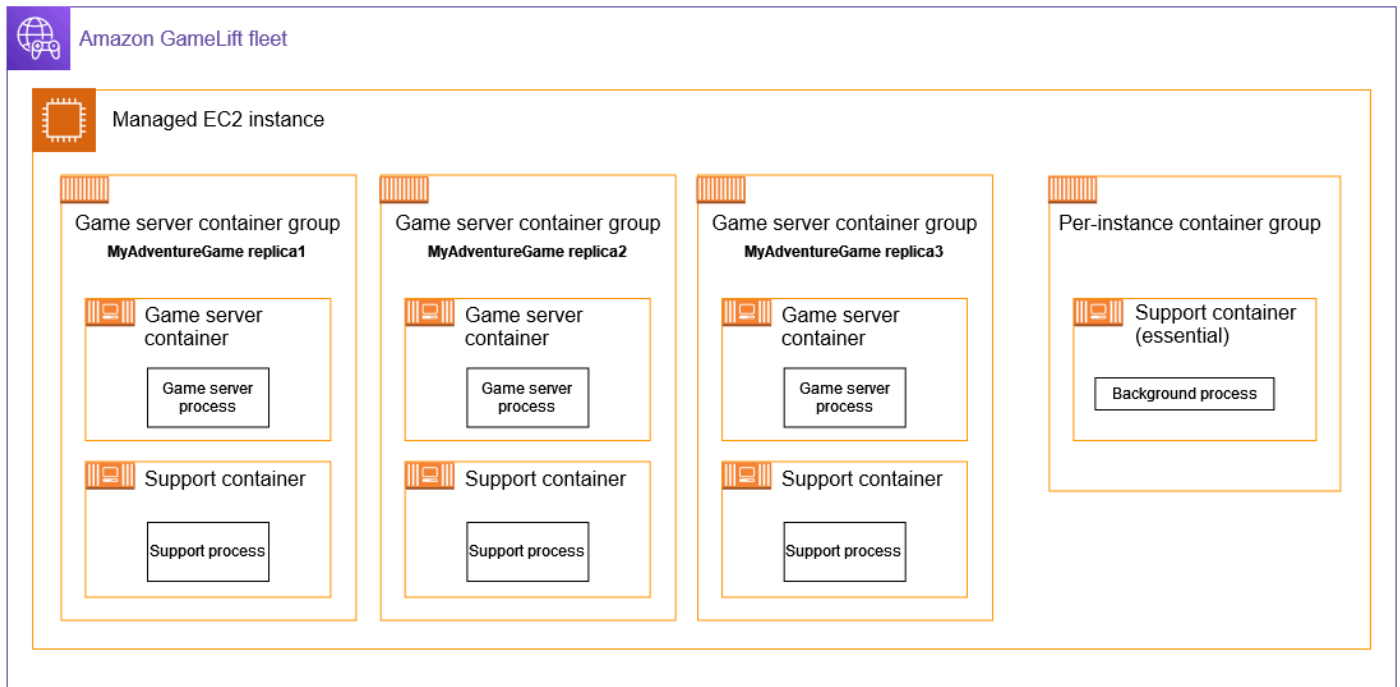 Amazon GameLift fleet
Managed EC2 instance
Game server container group
MyAdventureGame replica1
Game server
container
Game server
process
Support container
Support process
Game server container group
MyAdventureGame replica2
Game server
container
Game server
process
Support container
Support process
Game server container group
MyAdventureGame replica3
Game server
container
Game server
process
Support container
Support process
Per-instance container group
Support container
(essential)
Background process